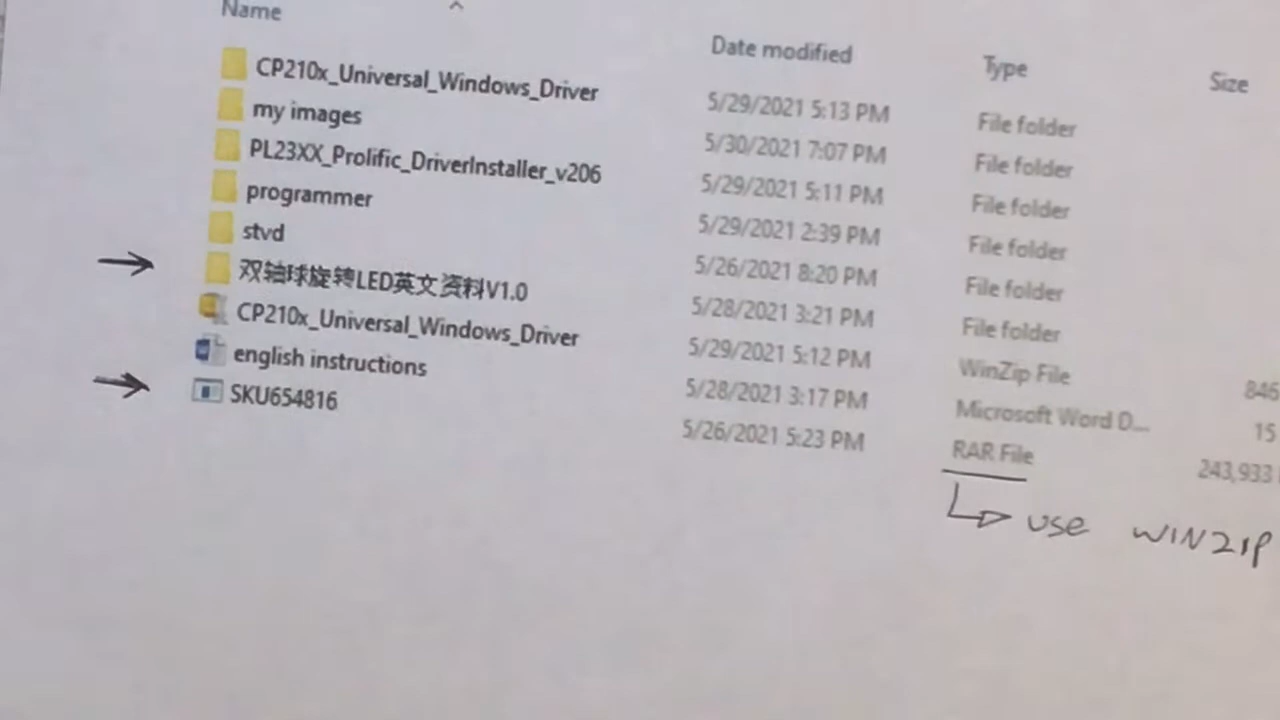 Name Date modified Type Size
CP210x_Universal_Windows_Driver 5/29/2021 5:13 PM File folder
my images 5/30/2021 7:07 PM File folder
PL23XX_Prolific_DriverInstaller_v206 5/29/2021 5:11 PM File folder
programmer 5/29/2021 2:39 PM File folder
stvd 5/26/2021 8:20 PM File folder
双轴球旋转LED英文资料V1.0 5/28/2021 3:21 PM File folder
CP210x_Universal_Windows_Driver 5/29/2021 5:12 PM WinZip File 846
english instructions 5/28/2021 3:17 PM Microsoft Word D... 15
SKU654816 5/26/2021 5:23 PM RAR File 243,933
use WINZIP